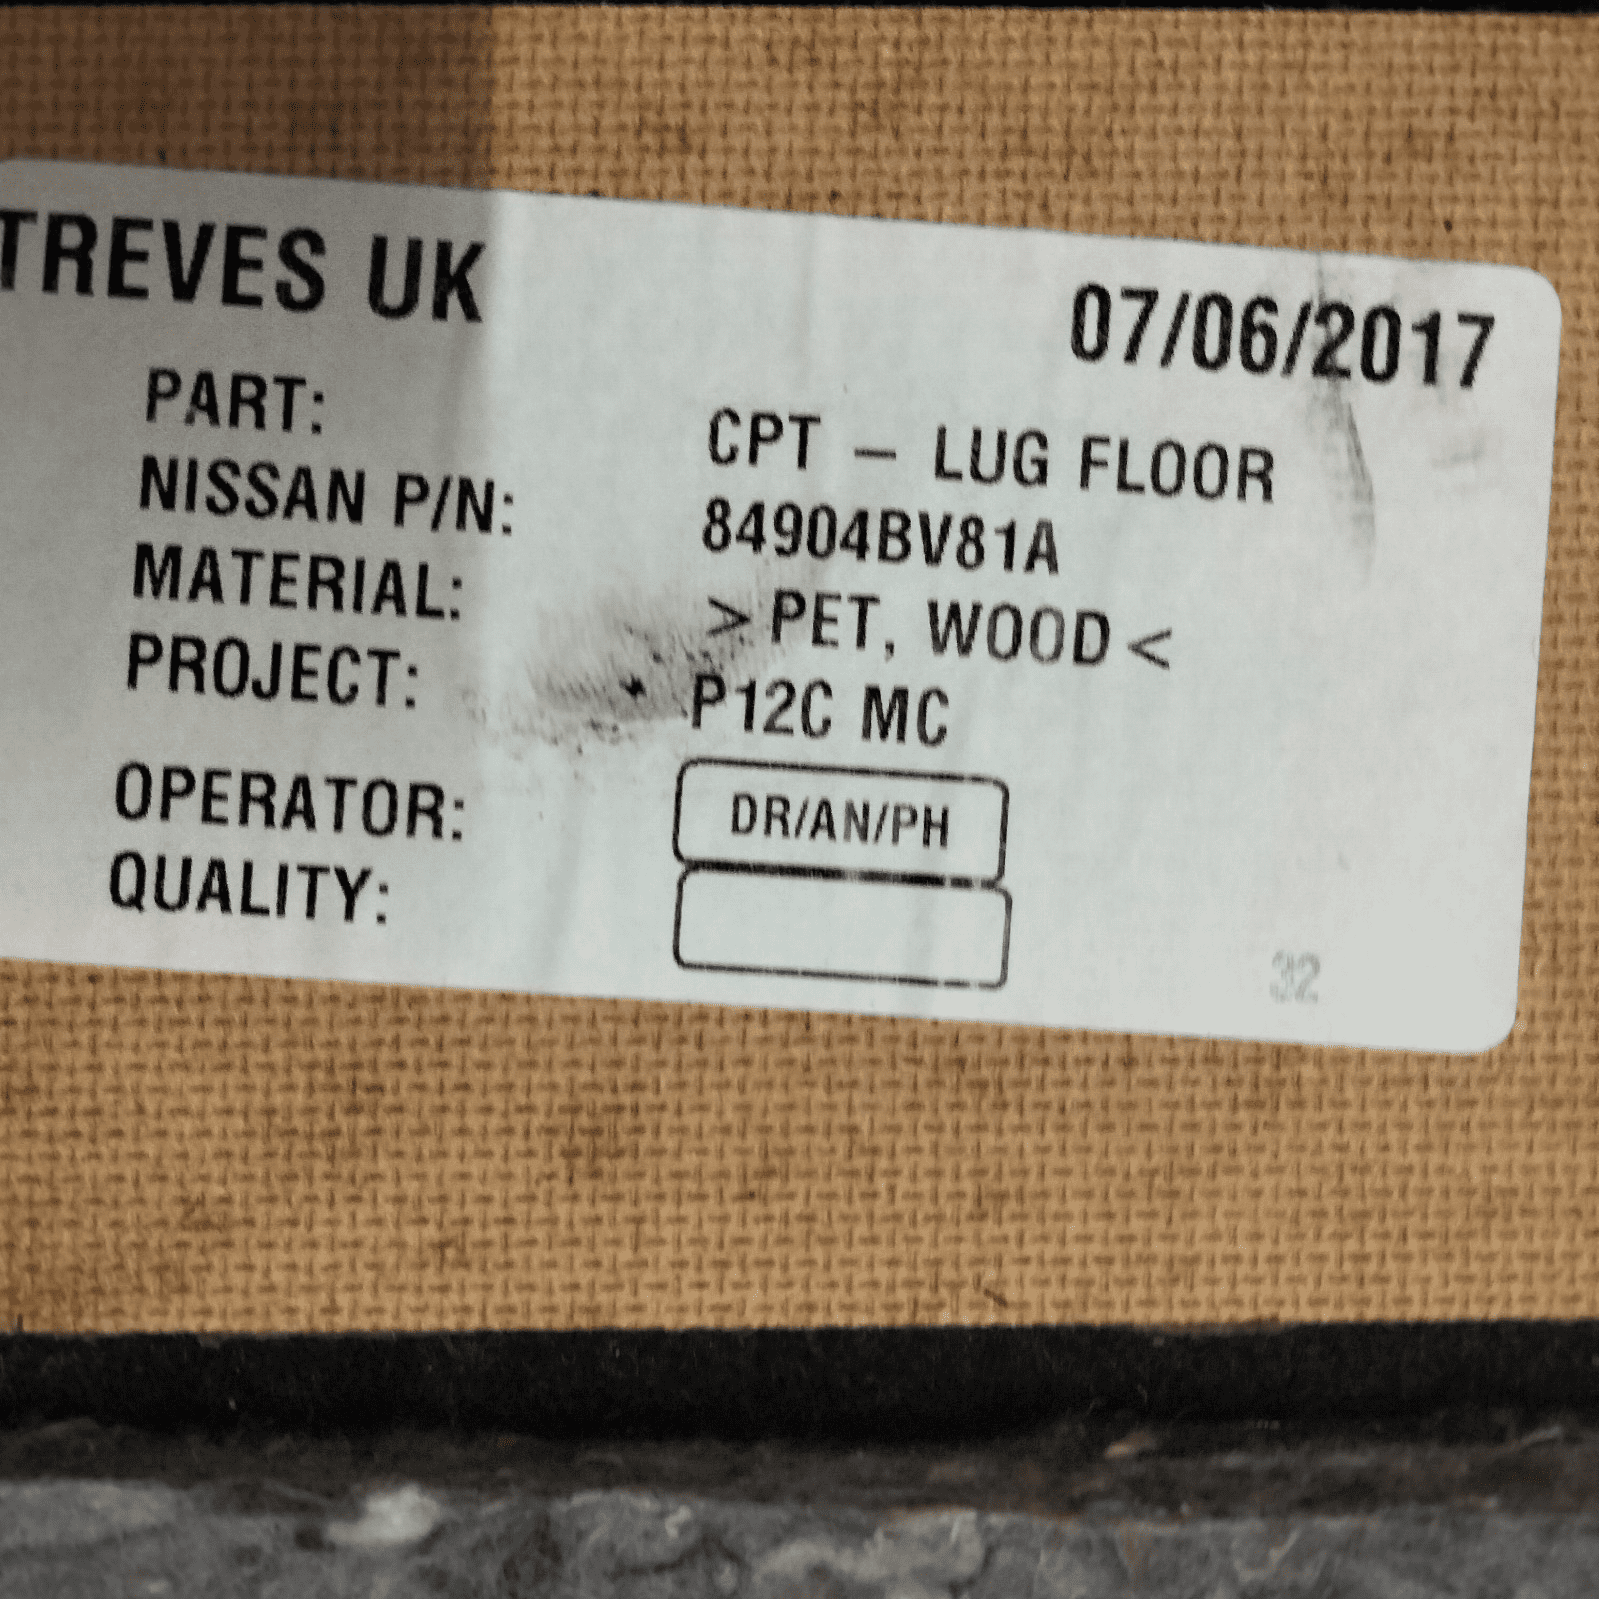 TREVES UK
07/06/2017
PART: CPT – LUG FLOOR
NISSAN P/N: 84904BV81A
MATERIAL: > PET, WOOD <
PROJECT: P12C MC
OPERATOR: DR/AN/PH
QUALITY:
32